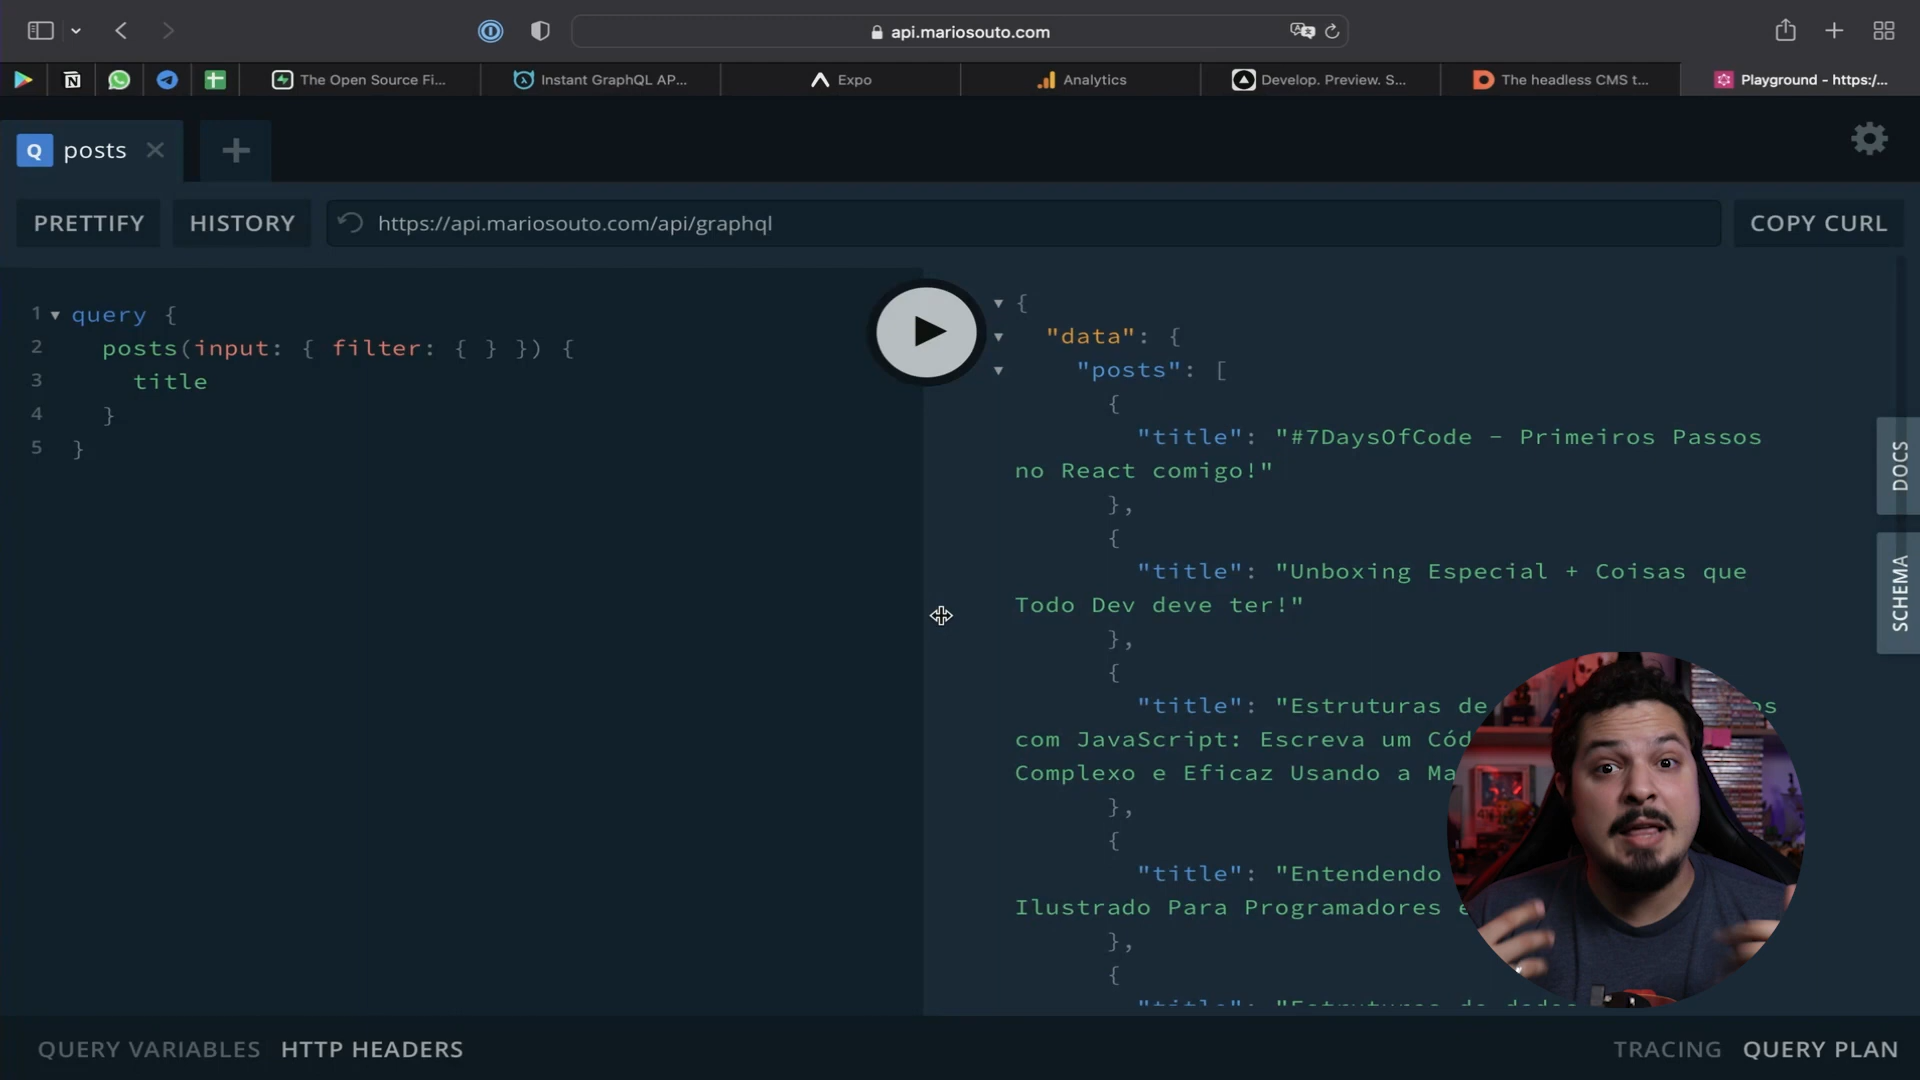 api.mariosouto.com
The Open Source Fi...
Instant GraphQL AP...
Expo
Analytics
Develop. Preview. S...
The headless CMS t...
Playground - https:/...
Q posts
PRETTIFY
HISTORY
https://api.mariosouto.com/api/graphql
COPY CURL
1 query {
2 posts(input: { filter: { } }) {
3 title
4 }
5 }
{
"data": {
"posts": [
{
"title": "#7DaysOfCode - Primeiros Passos
no React comigo!"
},
{
"title": "Unboxing Especial + Coisas que
Todo Dev deve ter!"
},
{
"title": "Estruturas de
com JavaScript: Escreva um Cód
Complexo e Eficaz Usando a Ma
},
{
"title": "Entendendo
Ilustrado Para Programadores e
},
{
"title": "Estruturas de dados
DOCS
SCHEMA
QUERY VARIABLES
HTTP HEADERS
TRACING
QUERY PLAN